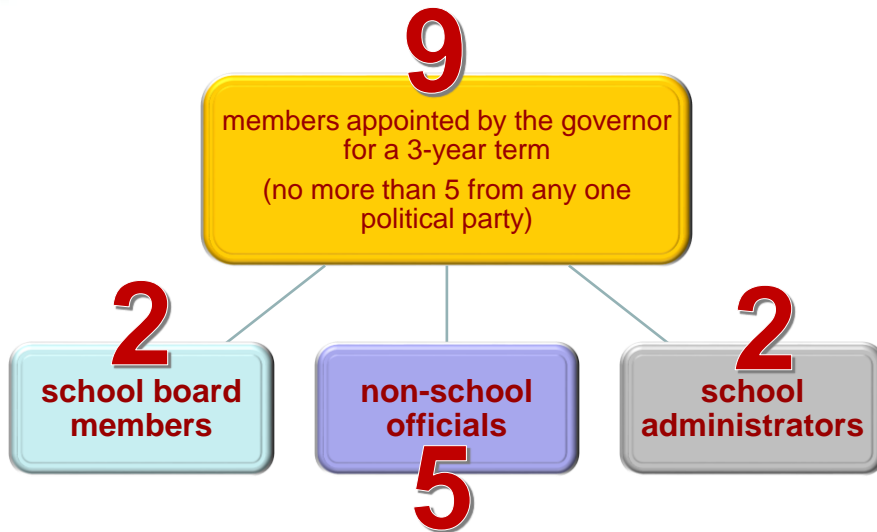 9
members appointed by the governor
for a 3-year term
(no more than 5 from any one
political party)
2
school board
members
non-school
officials
5
2
school
administrators